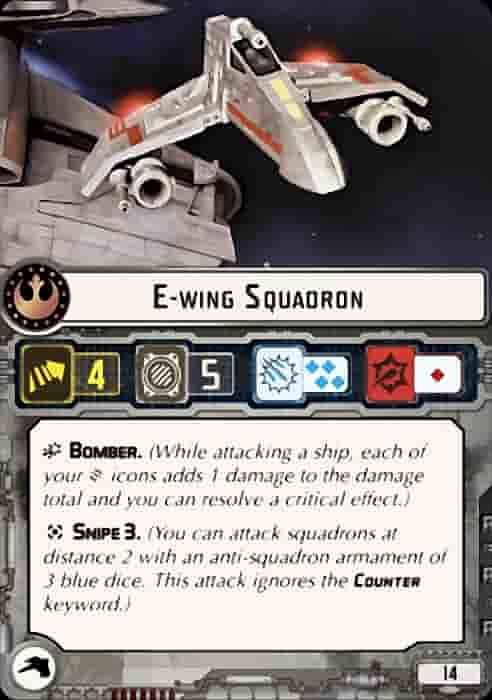 E-wing Squadron
4 5
Bomber. (While attacking a ship, each of
your icons adds 1 damage to the damage
total and you can resolve a critical effect.)
Snipe 3. (You can attack squadrons at
distance 2 with an anti-squadron armament of
3 blue dice. This attack ignores the Counter
keyword.)
14